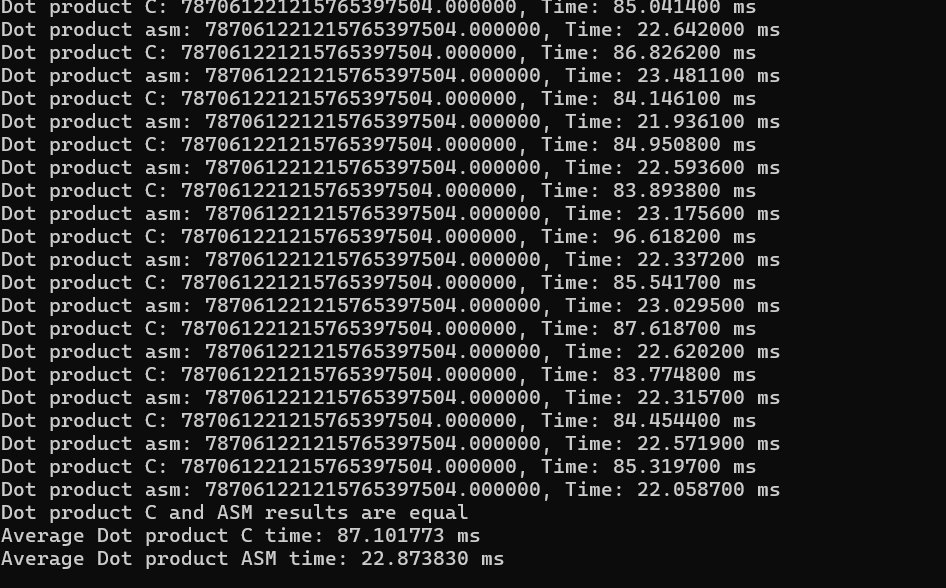 Dot product C: 787061221215765397504.000000, Time: 85.041400 ms
Dot product asm: 787061221215765397504.000000, Time: 22.642000 ms
Dot product C: 787061221215765397504.000000, Time: 86.826200 ms
Dot product asm: 787061221215765397504.000000, Time: 23.481100 ms
Dot product C: 787061221215765397504.000000, Time: 84.146100 ms
Dot product asm: 787061221215765397504.000000, Time: 21.936100 ms
Dot product C: 787061221215765397504.000000, Time: 84.950800 ms
Dot product asm: 787061221215765397504.000000, Time: 22.593600 ms
Dot product C: 787061221215765397504.000000, Time: 83.893800 ms
Dot product asm: 787061221215765397504.000000, Time: 23.175600 ms
Dot product C: 787061221215765397504.000000, Time: 96.618200 ms
Dot product asm: 787061221215765397504.000000, Time: 22.337200 ms
Dot product C: 787061221215765397504.000000, Time: 85.541700 ms
Dot product asm: 787061221215765397504.000000, Time: 23.029500 ms
Dot product C: 787061221215765397504.000000, Time: 87.618700 ms
Dot product asm: 787061221215765397504.000000, Time: 22.620200 ms
Dot product C: 787061221215765397504.000000, Time: 83.774800 ms
Dot product asm: 787061221215765397504.000000, Time: 22.315700 ms
Dot product C: 787061221215765397504.000000, Time: 84.454400 ms
Dot product asm: 787061221215765397504.000000, Time: 22.571900 ms
Dot product C: 787061221215765397504.000000, Time: 85.319700 ms
Dot product asm: 787061221215765397504.000000, Time: 22.058700 ms
Dot product C and ASM results are equal
Average Dot product C time: 87.101773 ms
Average Dot product ASM time: 22.873830 ms